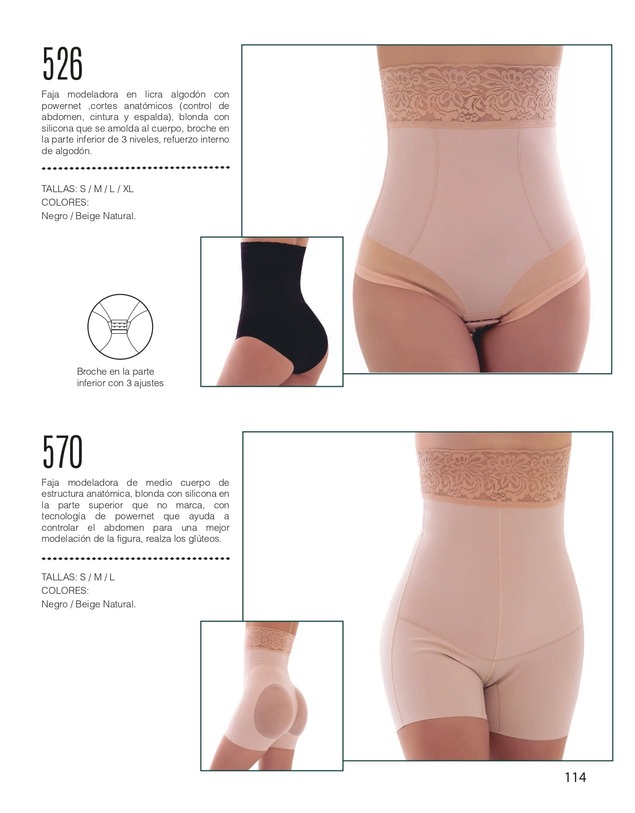 526
Faja modeladora en licra algodón con
powernet ,cortes anatómicos (control de
abdomen, cintura y espalda), blonda con
silicona que se amolda al cuerpo, broche en
la parte inferior de 3 niveles, refuerzo interno
de algodón.
TALLAS: S / M / L / XL
COLORES:
Negro / Beige Natural.
Broche en la parte
inferior con 3 ajustes
570
Faja modeladora de medio cuerpo de
estructura anatómica, blonda con silicona en
la parte superior que no marca, con
tecnología de powernet que ayuda a
controlar el abdomen para una mejor
modelación de la figura, realza los glúteos.
TALLAS: S / M / L
COLORES:
Negro / Beige Natural.
114